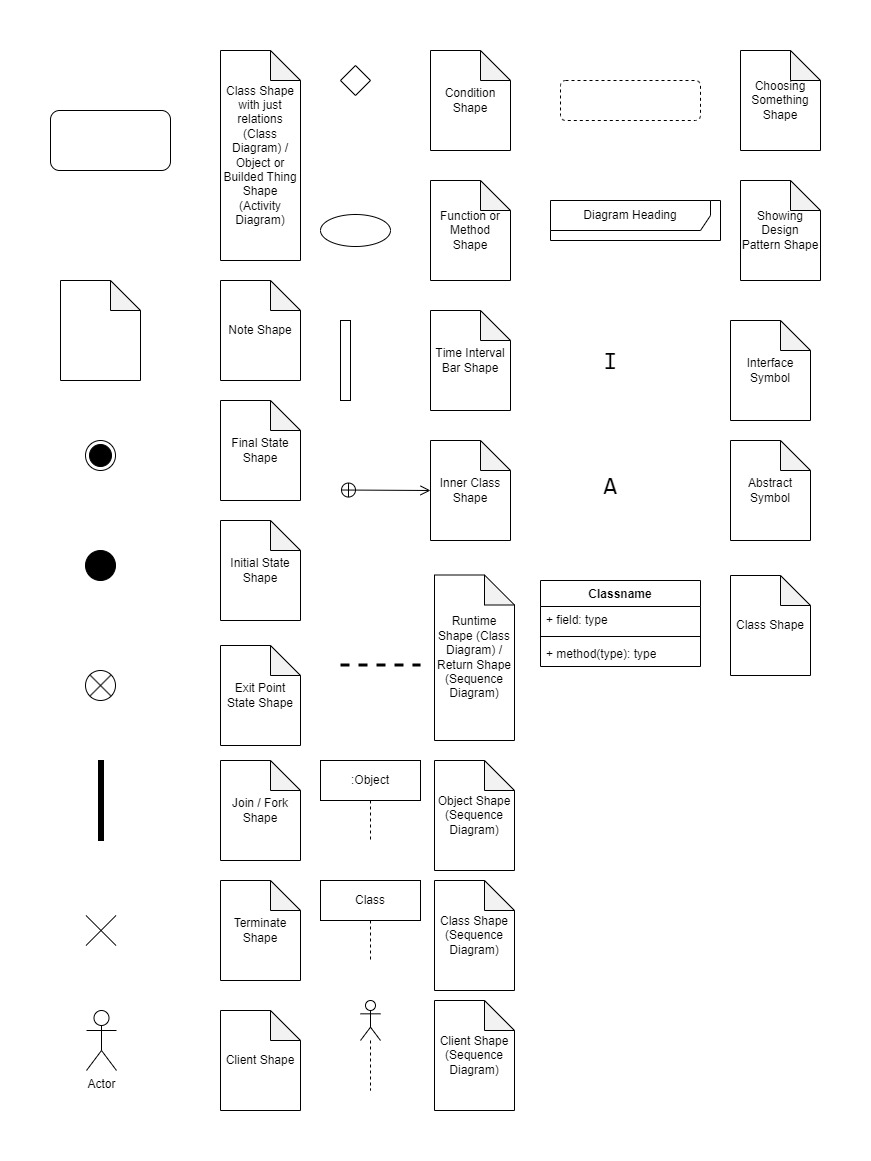 Class Shape
with just
relations
(Class
Diagram) /
Object or
Builded Thing
Shape
(Activity
Diagram)
Condition
Shape
Choosing
Something
Shape
Function or
Method
Shape
Diagram Heading
Showing
Design
Pattern Shape
Note Shape
Time Interval
Bar Shape
I
Interface
Symbol
Final State
Shape
Inner Class
Shape
A
Abstract
Symbol
Initial State
Shape
Runtime
Shape (Class
Diagram) /
Return Shape
(Sequence
Diagram)
Classname
+ field: type
+ method(type): type
Class Shape
Exit Point
State Shape
Join / Fork
Shape
:Object
Object Shape
(Sequence
Diagram)
Terminate
Shape
Class
Class Shape
(Sequence
Diagram)
Actor
Client Shape
Client Shape
(Sequence
Diagram)